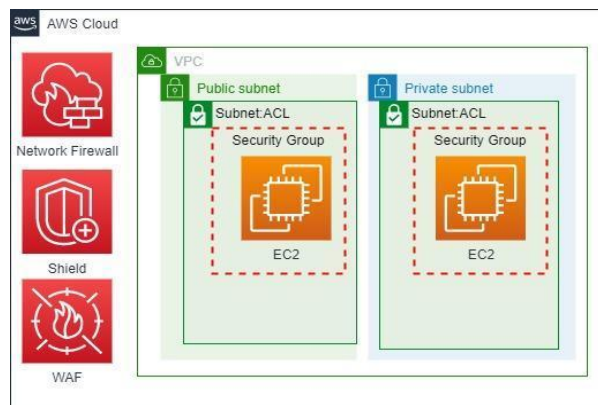 aws AWS Cloud
Network Firewall
Shield
WAF
VPC
Public subnet
Subnet:ACL
Security Group
EC2
Private subnet
Subnet:ACL
Security Group
EC2